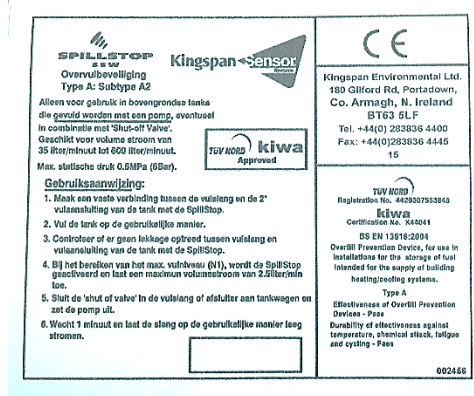 SPILLSTOP
SSW
Overvulbeveiliging
Type A: Subtype A2
Kingspan Sensor
Systems
Alleen voor gebruik in bovengrondse tanks
die gevuld worden met een pomp, eventueel
in combinatie met 'Shut-off Valve'.
Geschikt voor volume stroom van
35 liter/minuut tot 600 liter/minuut.
Max. statische druk 0.6MPa (6Bar).
TÜV NORD kiwa
Approved
Gebruiksaanwijzing:
1. Maak een vaste verbinding tussen de vulslang en de 2"
vulaansluiting van de tank met de SpillStop.
2. Vul de tank op de gebruikelijke manier.
3. Controleer of er geen lekkage optreed tussen vulslang en
vulaansluiting van de tank met de SpillStop.
4. Bij het bereiken van het max. vulniveau (N1), wordt de SpillStop
geactiveerd en laat een maximun volumestroom van 2.5liter/min
toe.
5. Sluit de 'shut of valve' in de vulslang of afsluiter aan tankwagen en
zet de pomp uit.
6. Wacht 1 minuut en laat de slang op de gebruikelijke manier leeg
stromen.
CE
Kingspan Environmental Ltd.
180 Gilford Rd, Portadown,
Co. Armagh, N. Ireland
BT63 5LF
Tel. +44(0) 283836 4400
Fax: +44(0)283836 4445
15
TÜV NORD
Registration No. 4420307553843
kiwa
Certification No. K44041
BS EN 13616:2004
Overfill Prevention Device, for use in
installations for the storage of fuel
intended for the supply of building
heating/cooling systems.
Type A
Effectiveness of Overfill Prevention
Devices - Pass
Durability of effectiveness against
temperature, chemical attack, fatigue
and cycling - Pass
002456